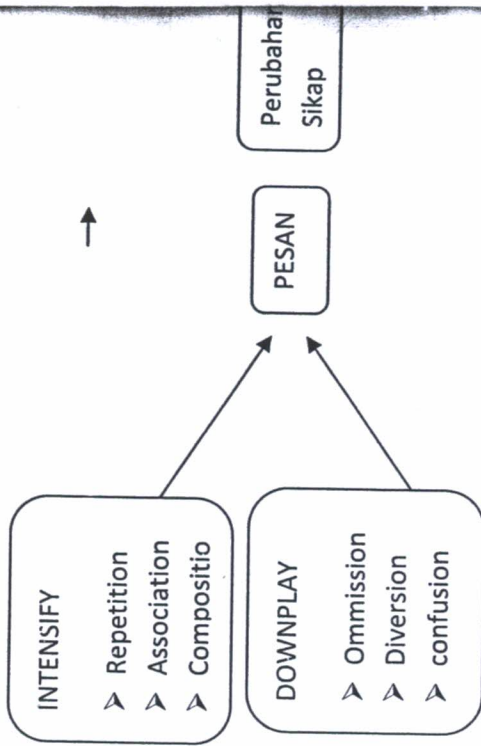 INTENSIFY
➢ Repetition
➢ Association
➢ Compositio
DOWNPLAY
➢ Ommission
➢ Diversion
➢ confusion
PESAN
Perubahan
Sikap